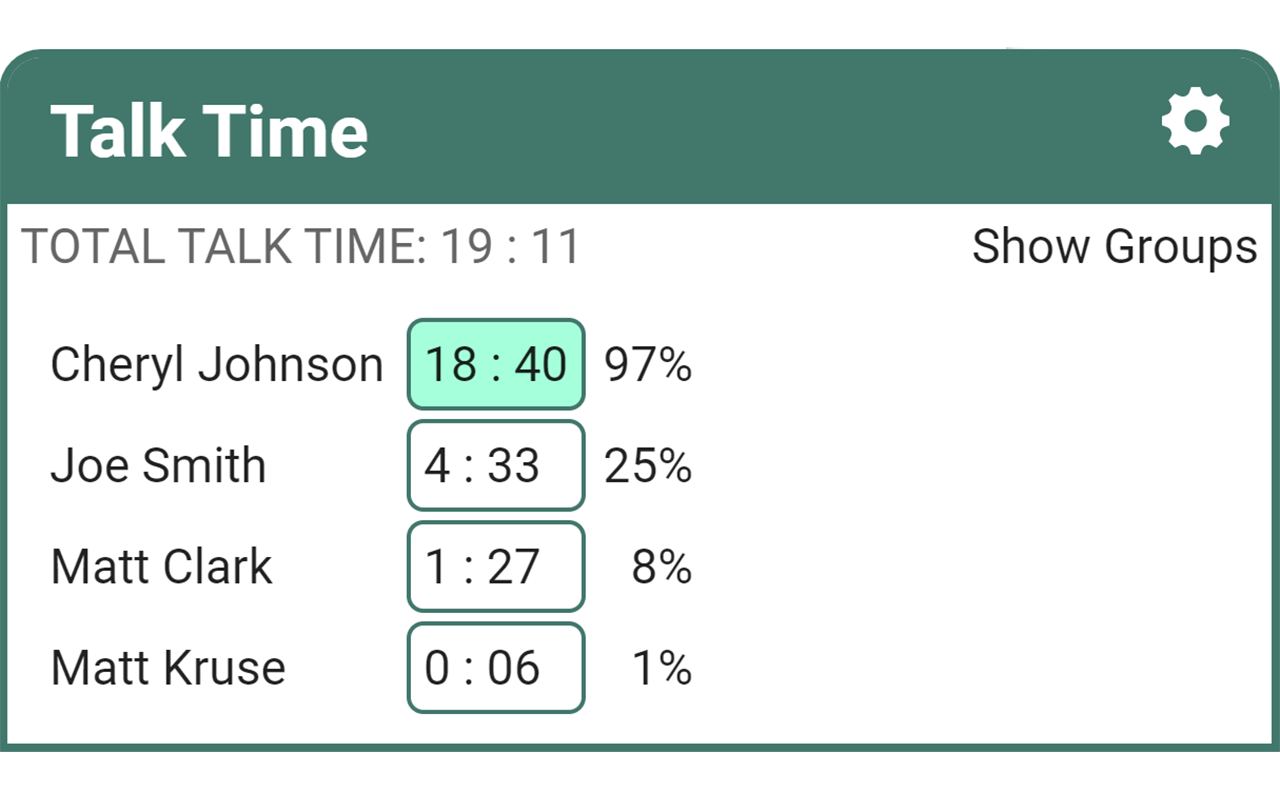 Talk Time
TOTAL TALK TIME: 19 : 11 Show Groups
Cheryl Johnson 18 : 40 97%
Joe Smith 4 : 33 25%
Matt Clark 1 : 27 8%
Matt Kruse 0 : 06 1%